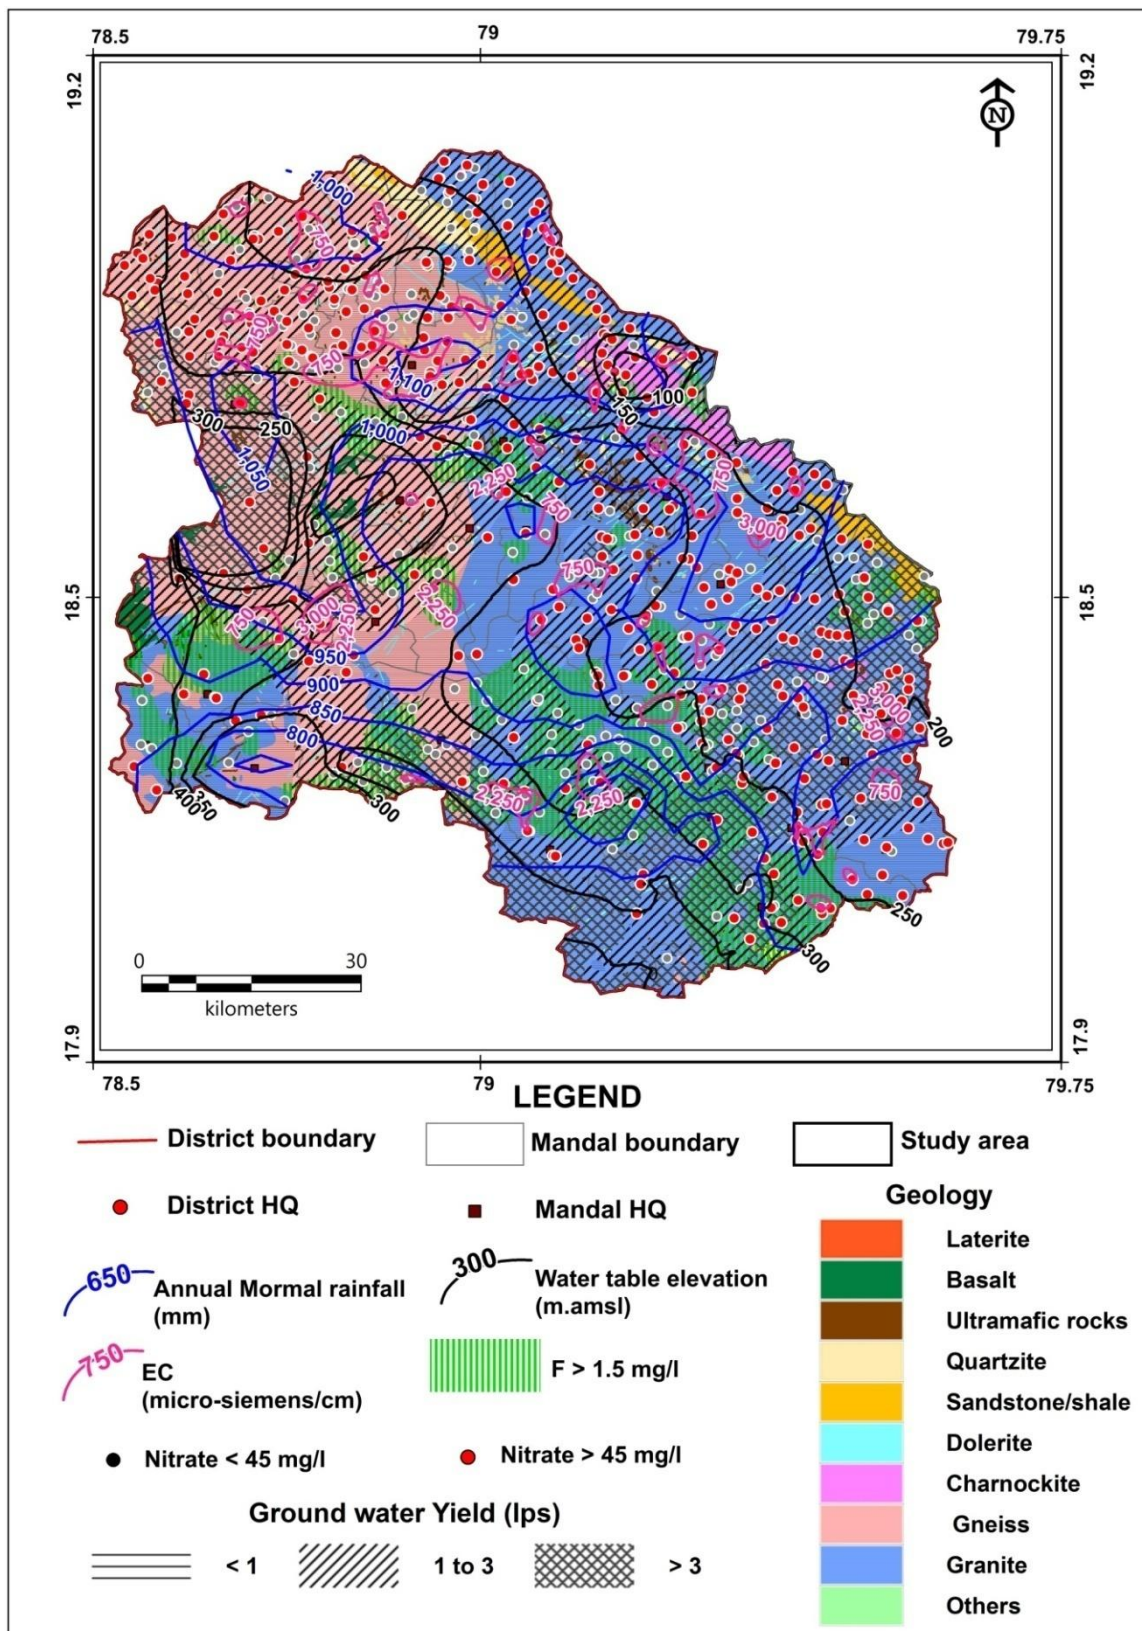 78.5
79
79.75
19.2
19.2
1,000
750
750
750
1,100
100
150
300
250
1,000
1,050
2,250
750
750
3,000
750
18.5
18.5
750
3,000
2,250
2,250
950
900
850
800
3,000
2,250
200
750
400
350
300
2,250
2,250
250
300
0
30
kilometers
17.9
17.9
78.5
79
79.75
N
LEGEND
District boundary
Mandal boundary
Study area
District HQ
Mandal HQ
Geology
650
Annual Mormal rainfall
(mm)
300
Water table elevation
(m.amsl)
750
EC
(micro-siemens/cm)
F > 1.5 mg/l
Nitrate < 45 mg/l
Nitrate > 45 mg/l
Ground water Yield (lps)
< 1
1 to 3
> 3
Laterite
Basalt
Ultramafic rocks
Quartzite
Sandstone/shale
Dolerite
Charnockite
Gneiss
Granite
Others